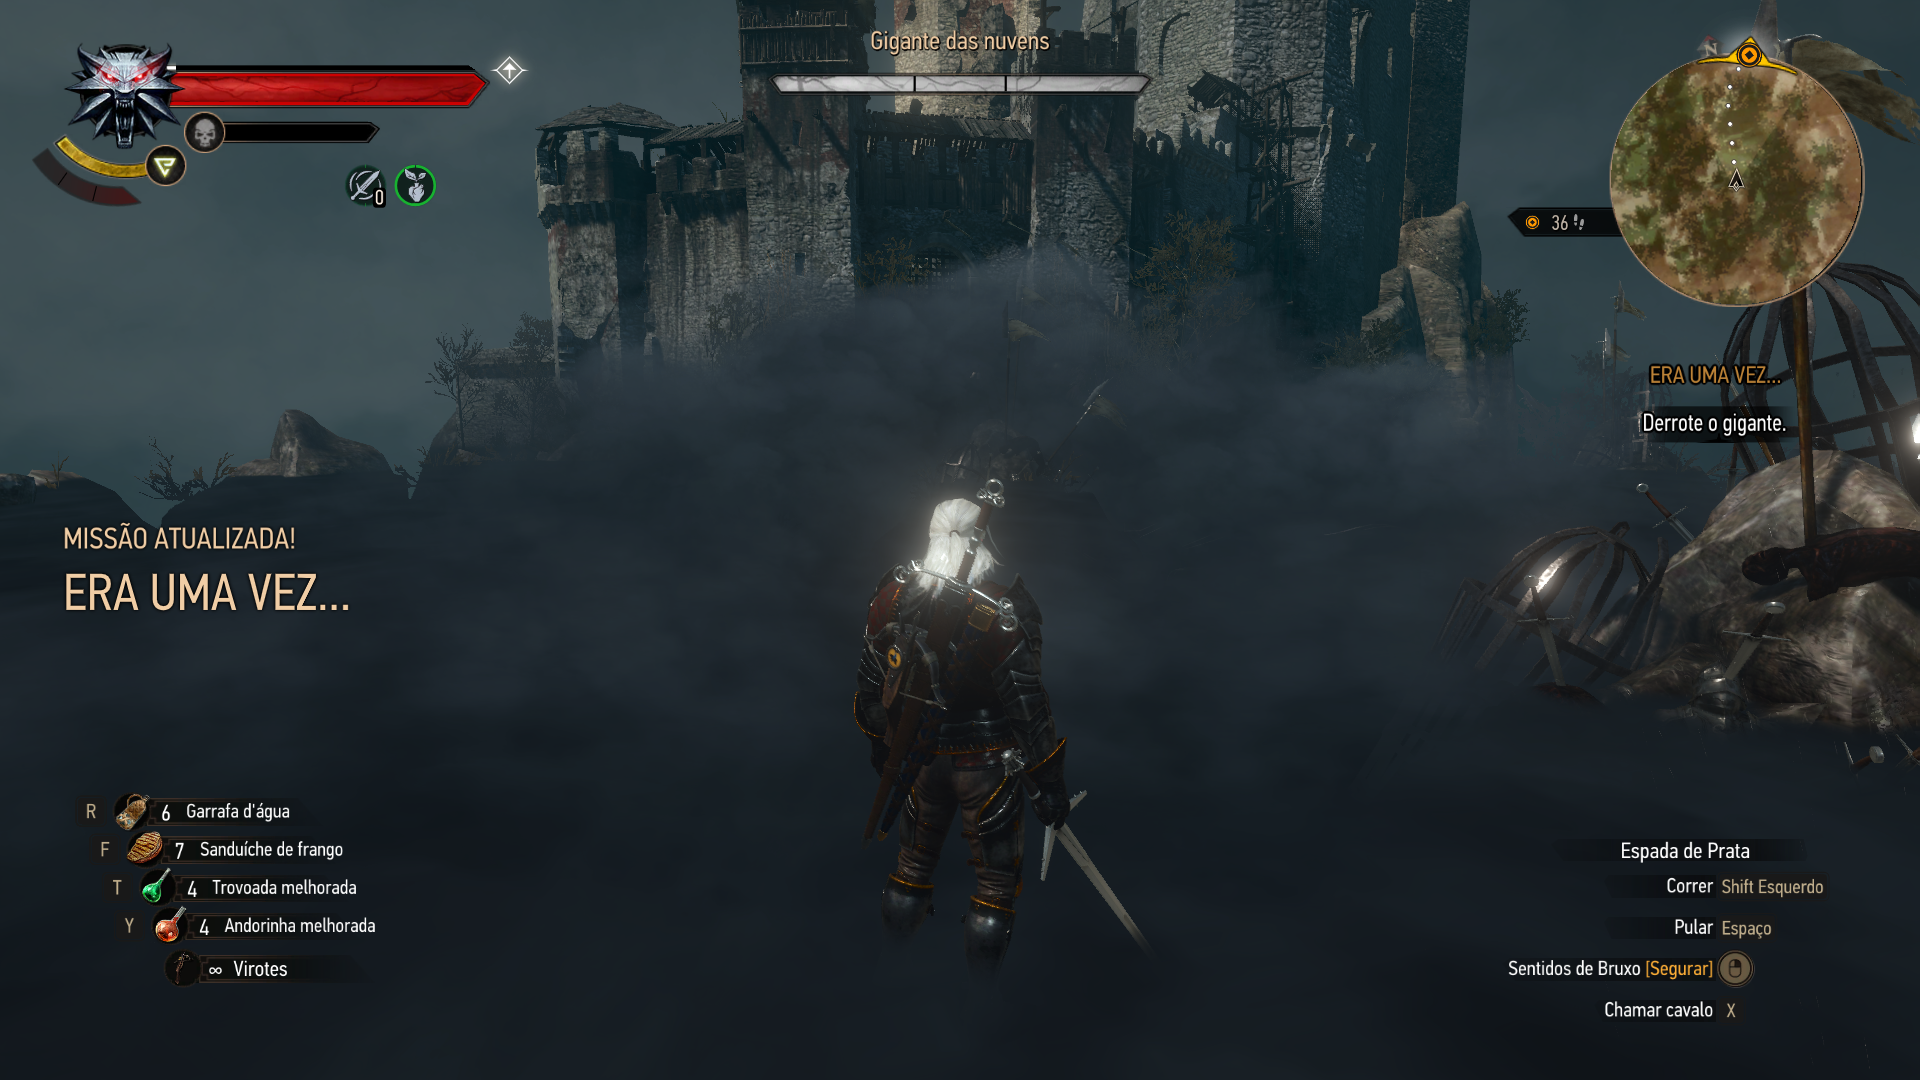 Gigante das nuvens
N
0
36
ERA UMA VEZ...
Derrote o gigante.
MISSÃO ATUALIZADA!
ERA UMA VEZ...
R 6 Garrafa d'água
F 7 Sanduíche de frango
T 4 Trovoada melhorada
Y 4 Andorinha melhorada
∞ Virotes
Espada de Prata
Correr Shift Esquerdo
Pular Espaço
Sentidos de Bruxo [Segurar]
Chamar cavalo X